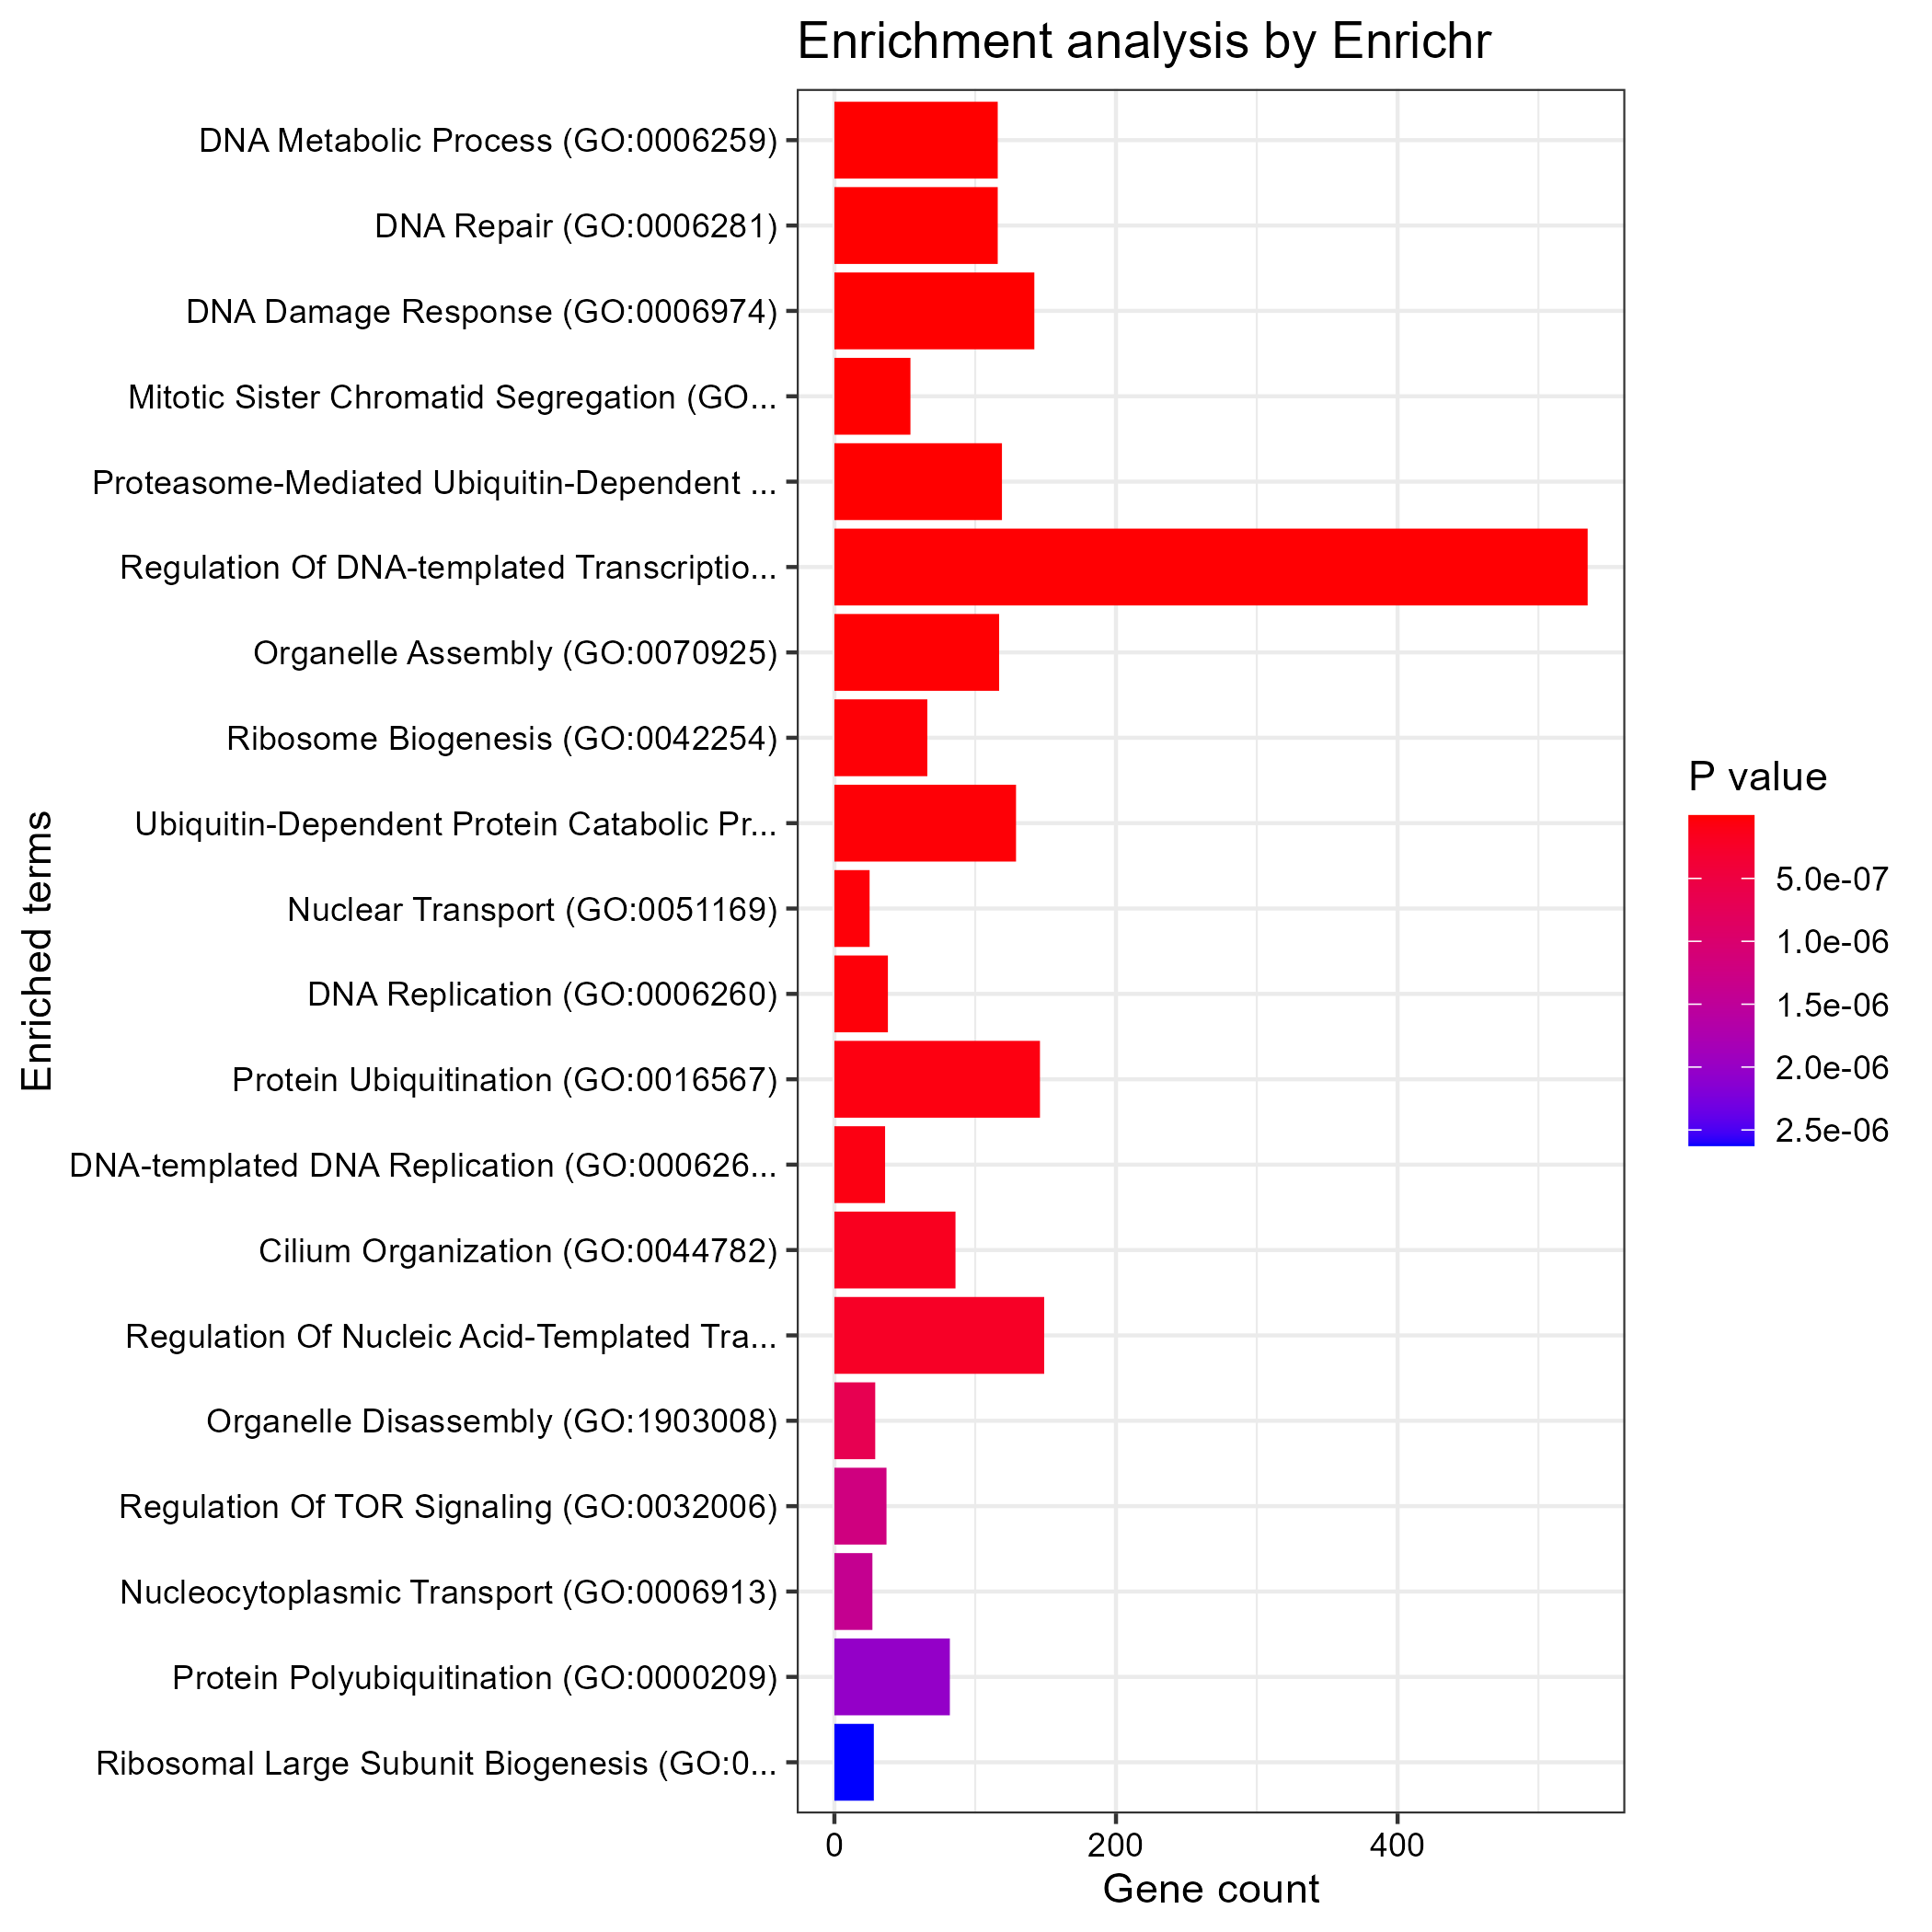 Enrichment analysis by Enrichr
DNA Metabolic Process (GO:0006259)
DNA Repair (GO:0006281)
DNA Damage Response (GO:0006974)
Mitotic Sister Chromatid Segregation (GO...
Proteasome-Mediated Ubiquitin-Dependent ...
Regulation Of DNA-templated Transcriptio...
Organelle Assembly (GO:0070925)
Ribosome Biogenesis (GO:0042254)
Ubiquitin-Dependent Protein Catabolic Pr...
Nuclear Transport (GO:0051169)
DNA Replication (GO:0006260)
Protein Ubiquitination (GO:0016567)
DNA-templated DNA Replication (GO:000626...
Cilium Organization (GO:0044782)
Regulation Of Nucleic Acid-Templated Tra...
Organelle Disassembly (GO:1903008)
Regulation Of TOR Signaling (GO:0032006)
Nucleocytoplasmic Transport (GO:0006913)
Protein Polyubiquitination (GO:0000209)
Ribosomal Large Subunit Biogenesis (GO:0...
Enriched terms
0
200
400
Gene count
P value
5.0e-07
1.0e-06
1.5e-06
2.0e-06
2.5e-06